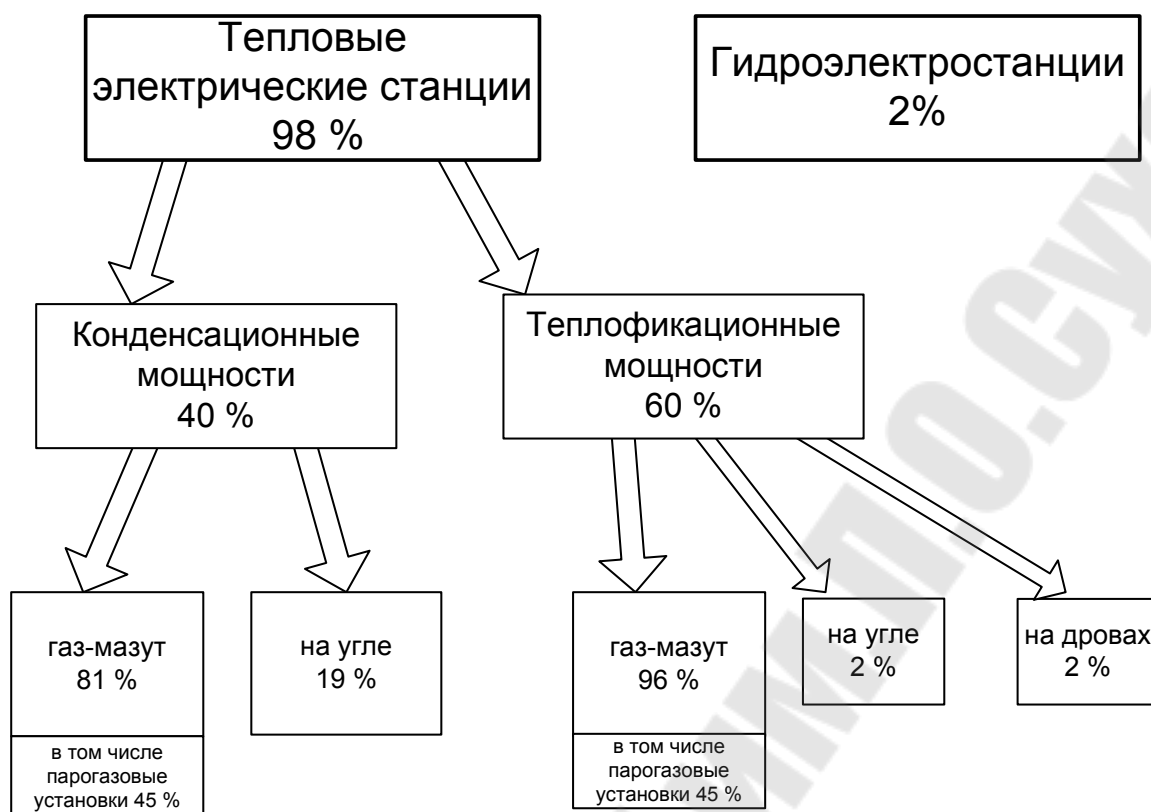 Тепловые
электрические станции
98 %
Гидроэлектростанции
2%
Конденсационные
мощности
40 %
Теплофикационные
мощности
60 %
газ-мазут
81 %
в том числе
парогазовые
установки 45 %
на угле
19 %
газ-мазут
96 %
в том числе
парогазовые
установки 45 %
на угле
2 %
на дровах
2 %